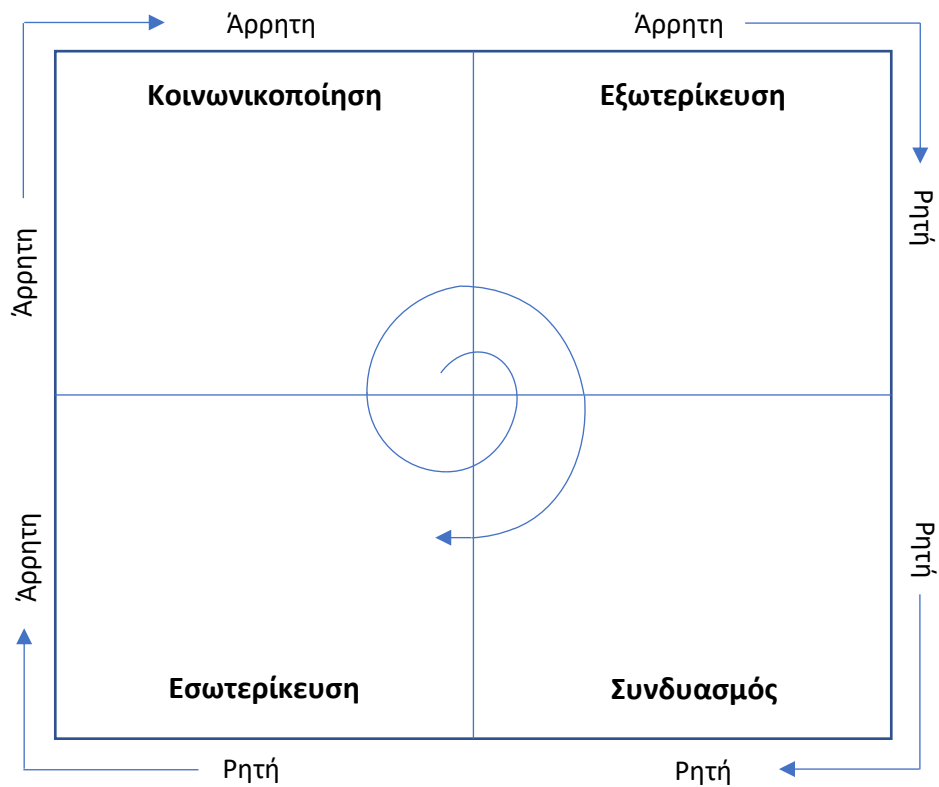 Άρρητη
Άρρητη
Κοινωνικοποίηση
Εξωτερίκευση
Άρρητη
Ρητή
Άρρητη
Ρητή
Εσωτερίκευση
Συνδυασμός
Ρητή
Ρητή